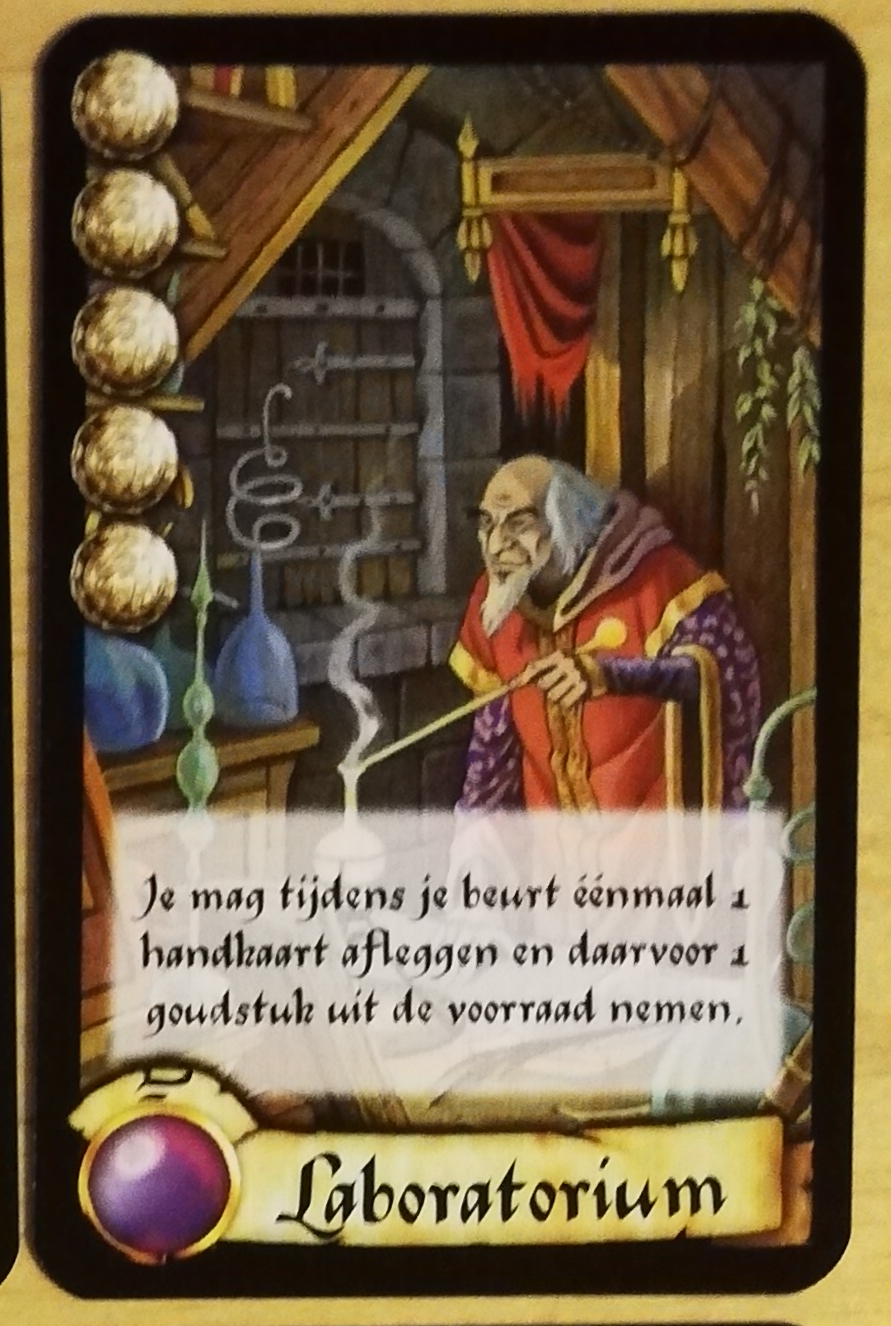 Je mag tijdens je beurt éénmaal 1
handkaart afleggen en daarvoor 1
goudstuk uit de voorraad nemen.
Laboratorium